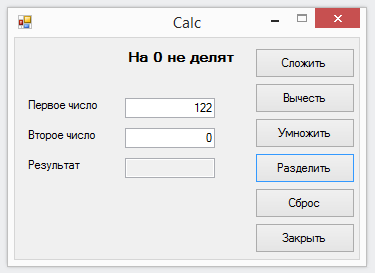 Calc
На 0 не делят
Сложить
Вычесть
Первое число 122
Второе число 0
Умножить
Результат
Разделить
Сброс
Закрыть